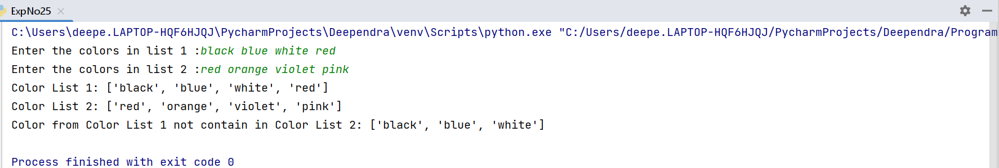 ExpNo25
C:\Users\deepe.LAPTOP-HQF6HJQJ\PycharmProjects\Deependra\venv\Scripts\python.exe "C:/Users/deepe.LAPTOP-HQF6HJQJ/PycharmProjects/Deependra/Program
Enter the colors in list 1 :black blue white red
Enter the colors in list 2 :red orange violet pink
Color List 1: ['black', 'blue', 'white', 'red']
Color List 2: ['red', 'orange', 'violet', 'pink']
Color from Color List 1 not contain in Color List 2: ['black', 'blue', 'white']
Process finished with exit code 0